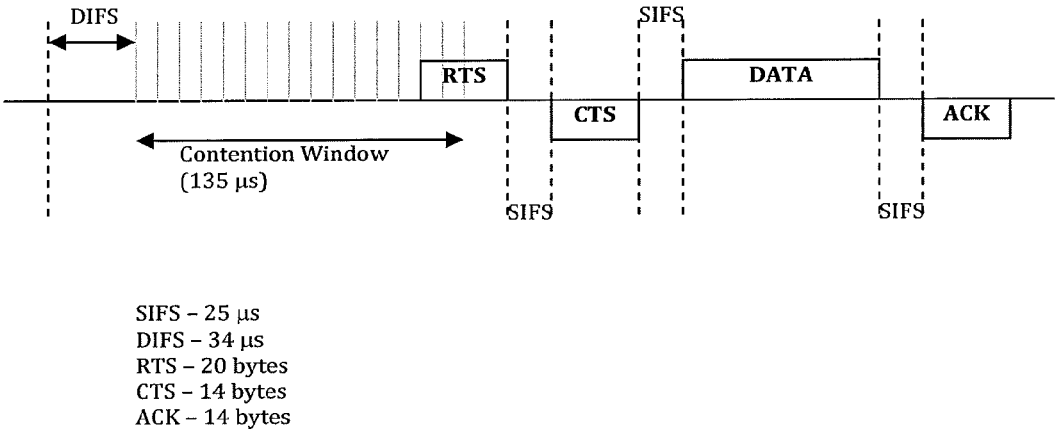 DIFS
SIFS
RTS
DATA
CTS
ACK
Contention Window
(135 µs)
SIFS
SIFS
SIFS – 25 µs
DIFS – 34 µs
RTS – 20 bytes
CTS – 14 bytes
ACK – 14 bytes